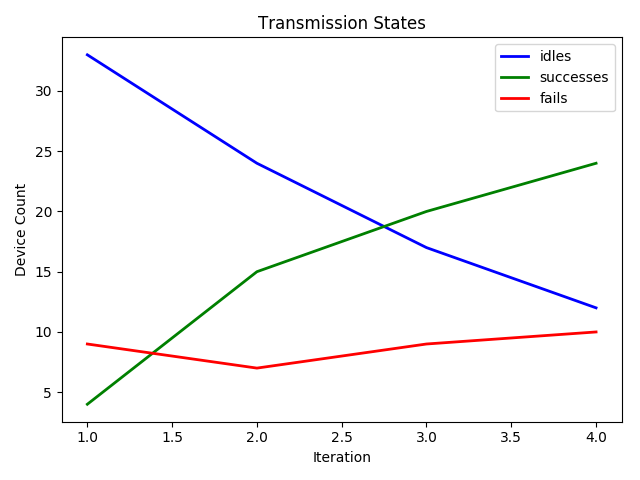 Transmission States
idles
successes
fails
Device Count
30
25
20
15
10
5
1.0 1.5 2.0 2.5 3.0 3.5 4.0
Iteration